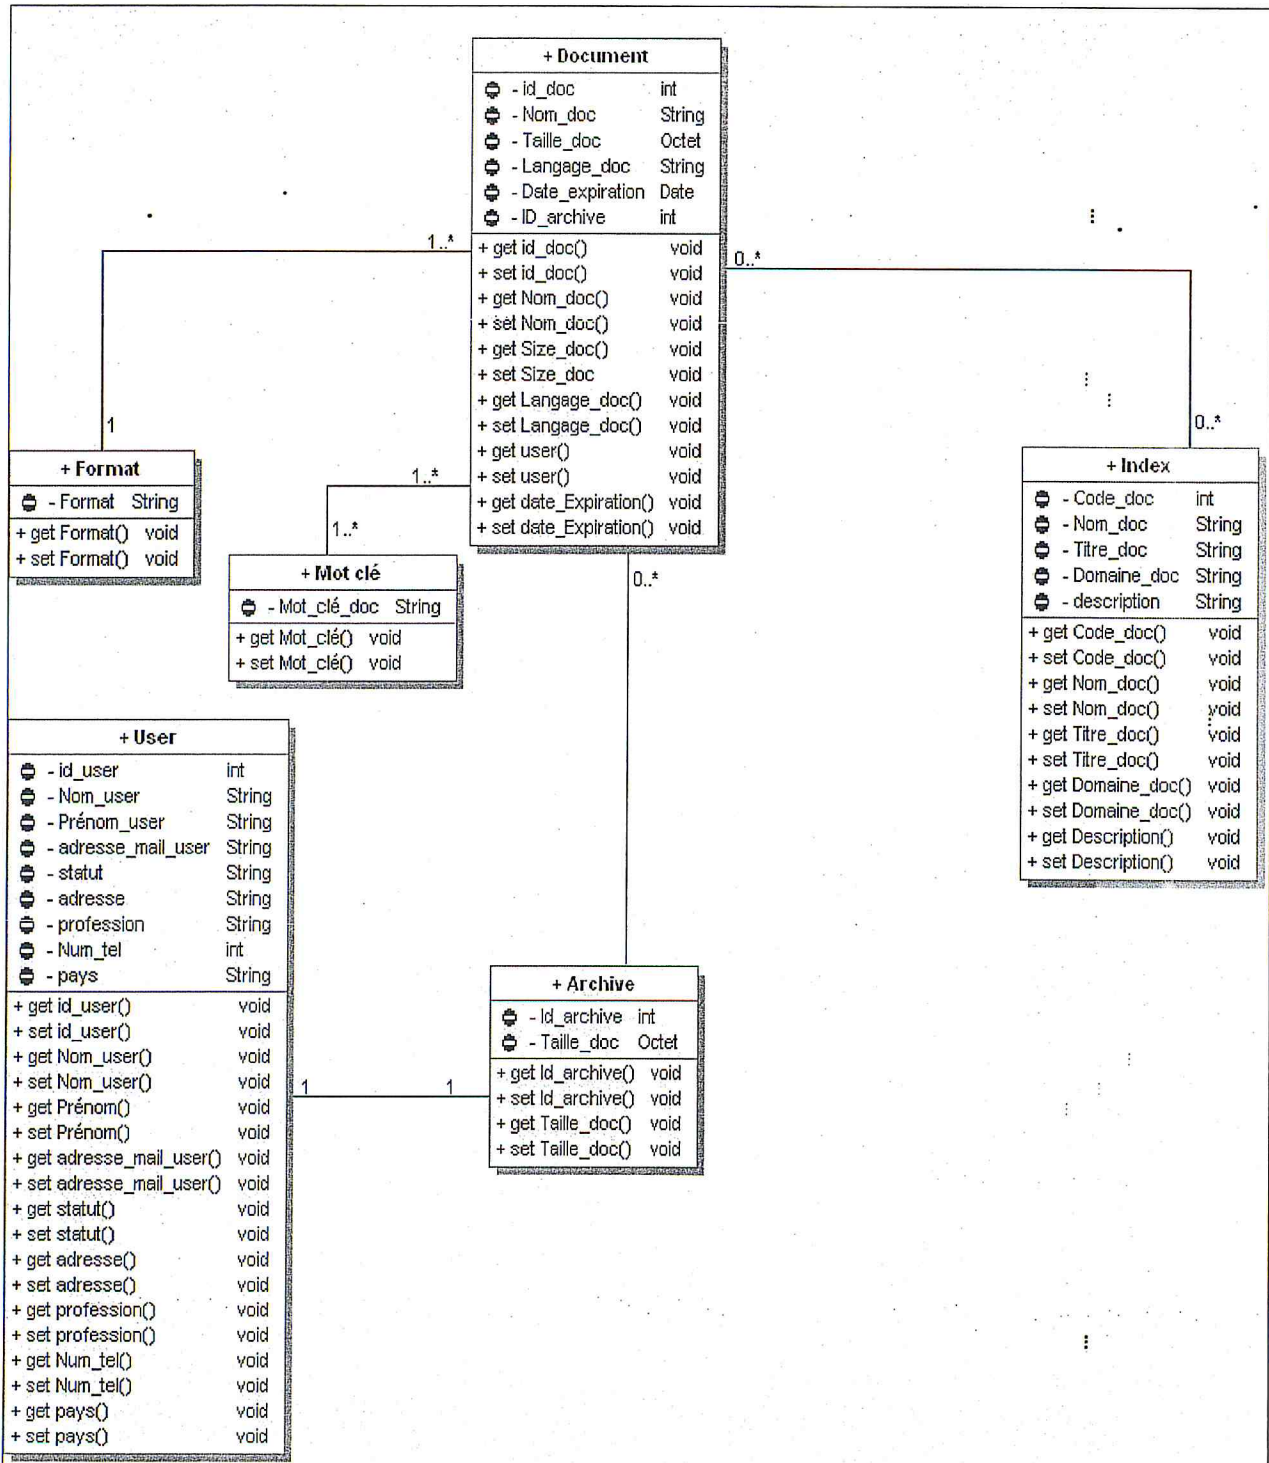 + Document
- id_doc int
- Nom_doc String
- Taille_doc Octet
- Langage_doc String
- Date_expiration Date
- ID_archive int
+ get id_doc() void
+ set id_doc() void
+ get Nom_doc() void
+ set Nom_doc() void
+ get Size_doc() void
+ set Size_doc void
+ get Langage_doc() void
+ set Langage_doc() void
+ get user() void
+ set user() void
+ get date_Expiration() void
+ set date_Expiration() void
1..*
1
0..*
0..*
1..*
1..*
0..*
+ Format
- Format String
+ get Format() void
+ set Format() void
+ Mot clé
- Mot_clé_doc String
+ get Mot_clé() void
+ set Mot_clé() void
+ Index
- Code_doc int
- Nom_doc String
- Titre_doc String
- Domaine_doc String
- description String
+ get Code_doc() void
+ set Code_doc() void
+ get Nom_doc() void
+ set Nom_doc() void
+ get Titre_doc() void
+ set Titre_doc() void
+ get Domaine_doc() void
+ set Domaine_doc() void
+ get Description() void
+ set Description() void
+ User
- id_user int
- Nom_user String
- Prénom_user String
- adresse_mail_user String
- statut String
- adresse String
- profession String
- Num_tel int
- pays String
+ get id_user() void
+ set id_user() void
+ get Nom_user() void
+ set Nom_user() void
+ get Prénom() void
+ set Prénom() void
+ get adresse_mail_user() void
+ set adresse_mail_user() void
+ get statut() void
+ set statut() void
+ get adresse() void
+ set adresse() void
+ get profession() void
+ set profession() void
+ get Num_tel() void
+ set Num_tel() void
+ get pays() void
+ set pays() void
1 1
+ Archive
- Id_archive int
- Taille_doc Octet
+ get Id_archive() void
+ set Id_archive() void
+ get Taille_doc() void
+ set Taille_doc() void